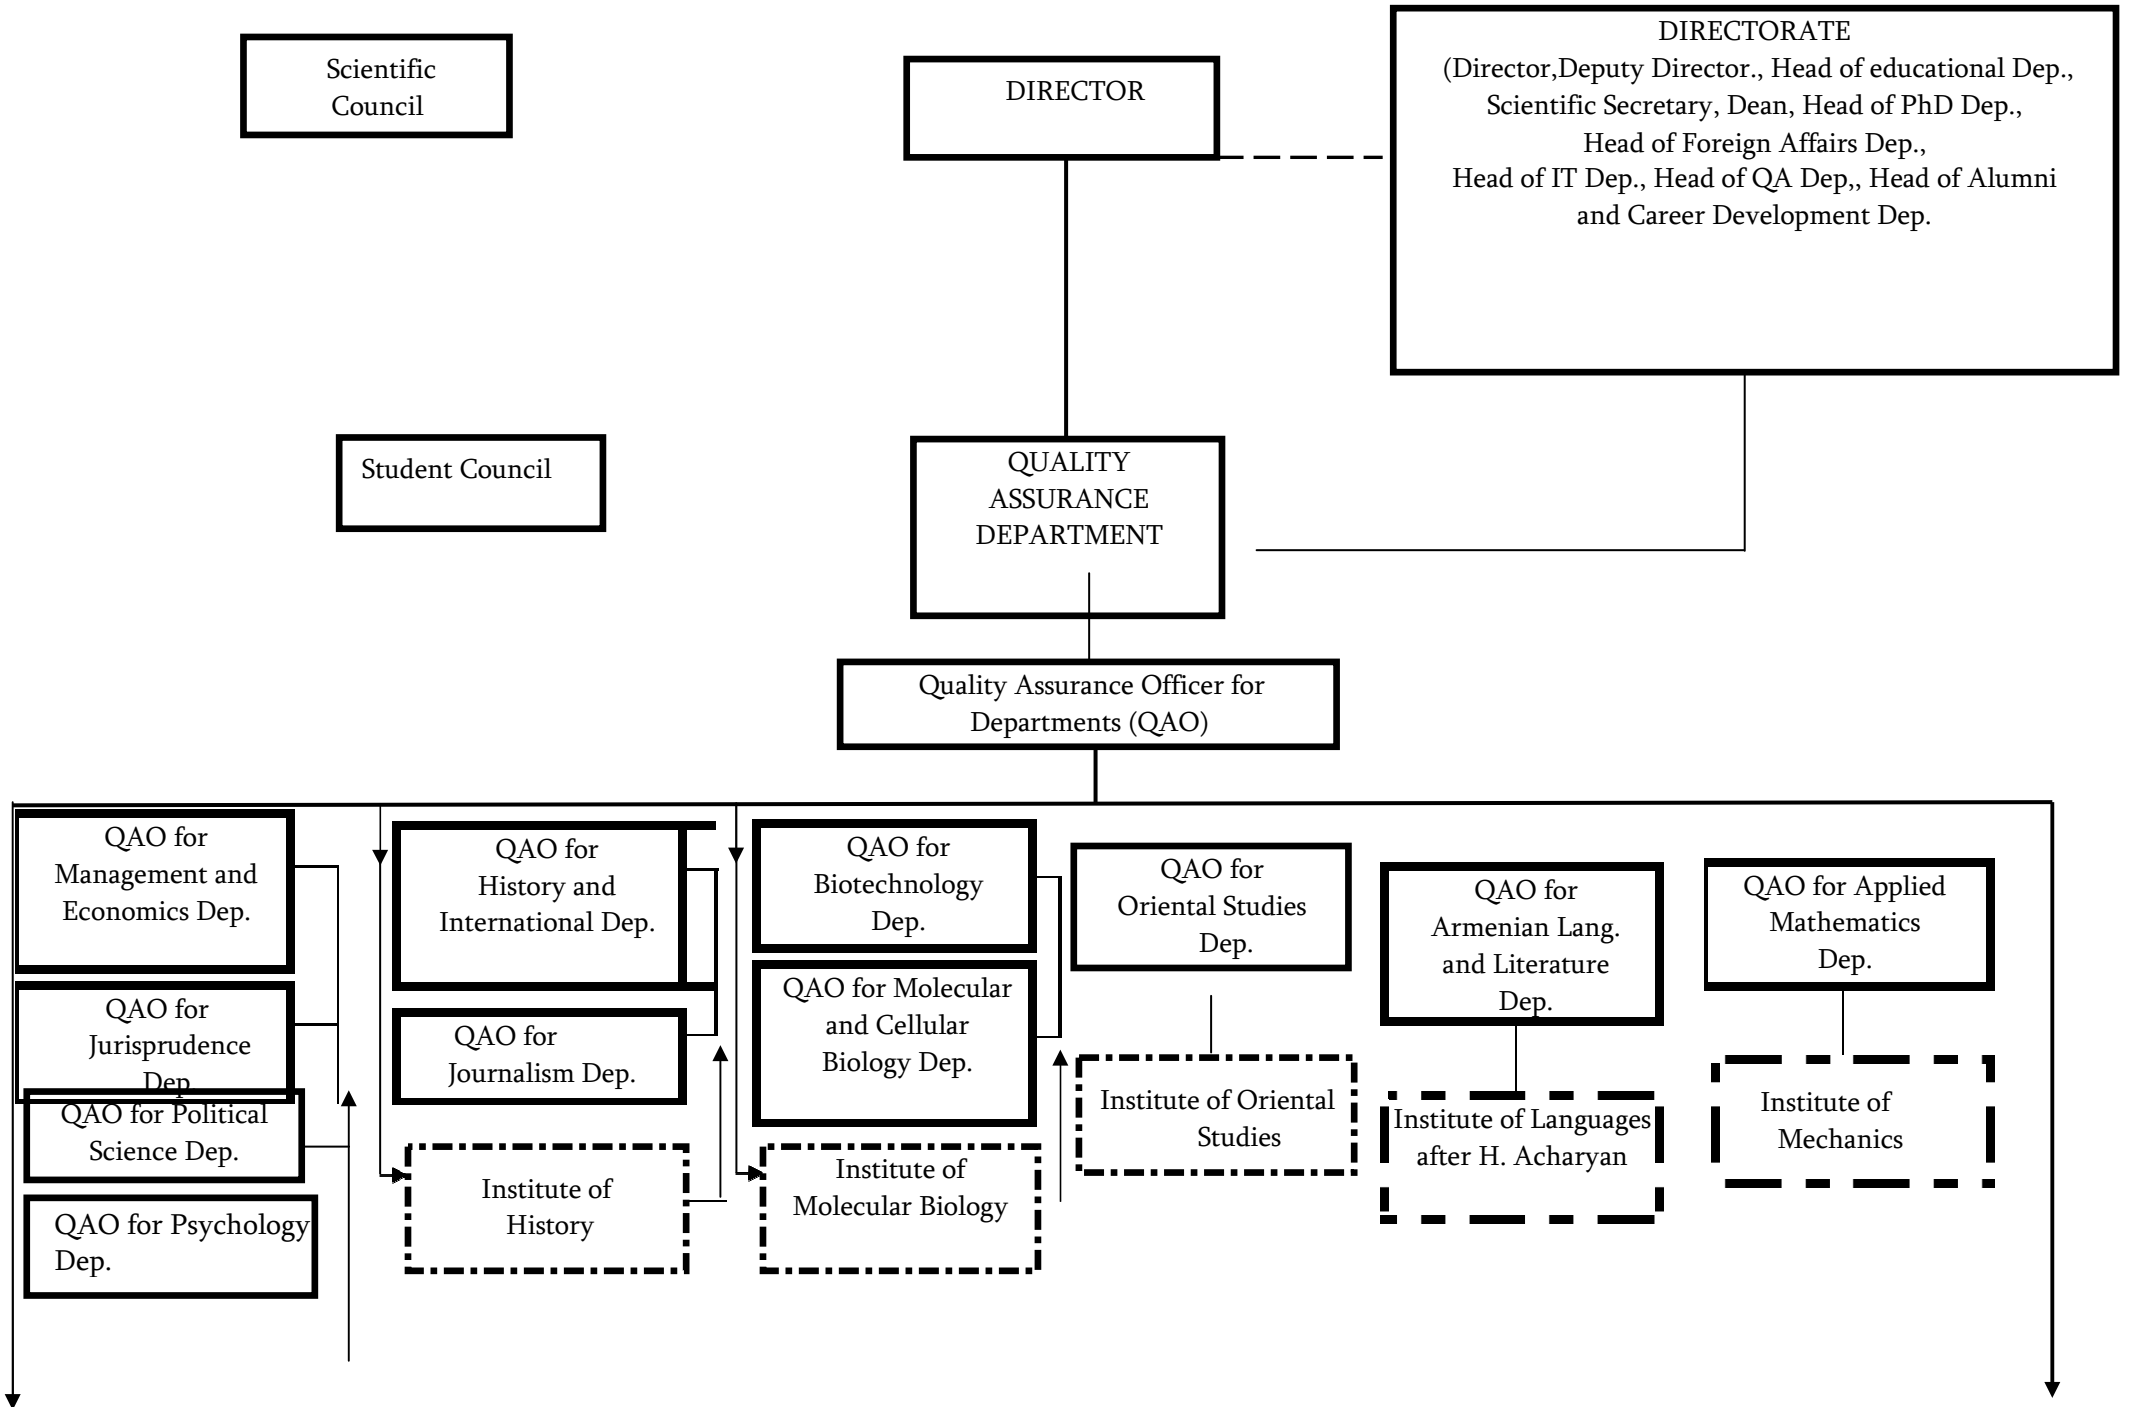 Scientific
Council
DIRECTOR
DIRECTORATE
(Director,Deputy Director., Head of educational Dep.,
Scientific Secretary, Dean, Head of PhD Dep.,
Head of Foreign Affairs Dep.,
Head of IT Dep., Head of QA Dep,, Head of Alumni
and Career Development Dep.
Student Council
QUALITY
ASSURANCE
DEPARTMENT
Quality Assurance Officer for
Departments (QAO)
QAO for
Management and
Economics Dep.
QAO for
Jurisprudence
Dep
QAO for Political
Science Dep.
QAO for Psychology
Dep.
QAO for
History and
International Dep.
QAO for
Journalism Dep.
Institute of
History
QAO for
Biotechnology
Dep.
QAO for Molecular
and Cellular
Biology Dep.
Institute of
Molecular Biology
QAO for
Oriental Studies
Dep.
Institute of Oriental
Studies
QAO for
Armenian Lang.
and Literature
Dep.
Institute of Languages
after H. Acharyan
QAO for Applied
Mathematics
Dep.
Institute of
Mechanics